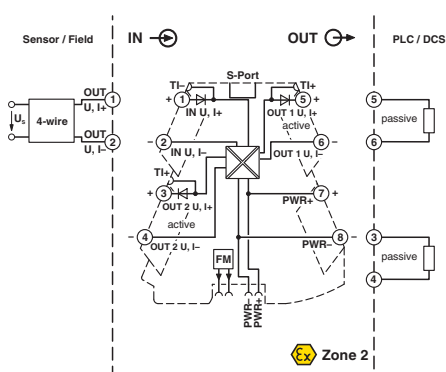 Sensor / Field
IN
OUT
PLC / DCS
S-Port
OUT
U, I+
1
Us
4-wire
OUT
U, I–
2
TI–
+
1
IN U, I+
TI+
5
+
OUT 1 U, I+
active
5
passive
6
–
2
IN U, I–
6
–
OUT 1 U, I–
TI+
+
3
OUT 2 U, I+
active
7
+
PWR+
–
4
OUT 2 U, I–
8
–
PWR–
3
passive
4
FM
PWR–
PWR+
Ex
Zone 2